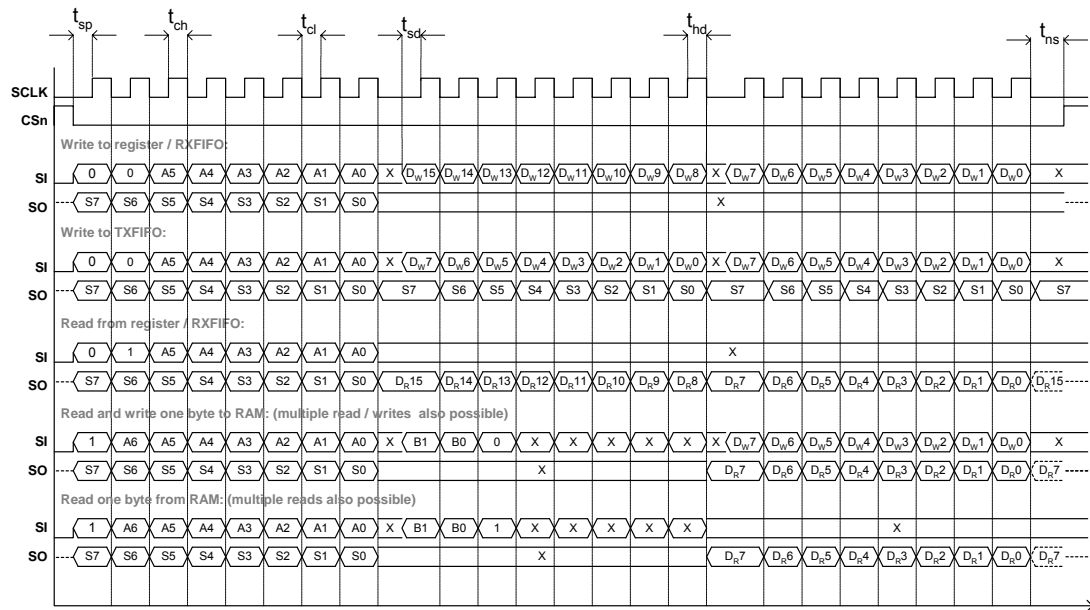 tsp tch tcl tsd thd tns
SCLK
CSn
Write to register / RXFIFO:
SI 0 0 A5 A4 A3 A2 A1 A0 X DW15 DW14 DW13 DW12 DW11 DW10 DW9 DW8 X DW7 DW6 DW5 DW4 DW3 DW2 DW1 DW0 X
SO S7 S6 S5 S4 S3 S2 S1 S0 X
Write to TXFIFO:
SI 0 0 A5 A4 A3 A2 A1 A0 X DW7 DW6 DW5 DW4 DW3 DW2 DW1 DW0 X DW7 DW6 DW5 DW4 DW3 DW2 DW1 DW0 X
SO S7 S6 S5 S4 S3 S2 S1 S0 S7 S6 S5 S4 S3 S2 S1 S0 S7 S6 S5 S4 S3 S2 S1 S0 S7
Read from register / RXFIFO:
SI 0 1 A5 A4 A3 A2 A1 A0 X
SO S7 S6 S5 S4 S3 S2 S1 S0 DR15 DR14 DR13 DR12 DR11 DR10 DR9 DR8 DR7 DR6 DR5 DR4 DR3 DR2 DR1 DR0 DR15
Read and write one byte to RAM: (multiple read / writes also possible)
SI 1 A6 A5 A4 A3 A2 A1 A0 X B1 B0 0 X X X X X X DW7 DW6 DW5 DW4 DW3 DW2 DW1 DW0 X
SO S7 S6 S5 S4 S3 S2 S1 S0 X DR7 DR6 DR5 DR4 DR3 DR2 DR1 DR0 DR7
Read one byte from RAM: (multiple reads also possible)
SI 1 A6 A5 A4 A3 A2 A1 A0 X B1 B0 1 X X X X X X
SO S7 S6 S5 S4 S3 S2 S1 S0 X DR7 DR6 DR5 DR4 DR3 DR2 DR1 DR0 DR7